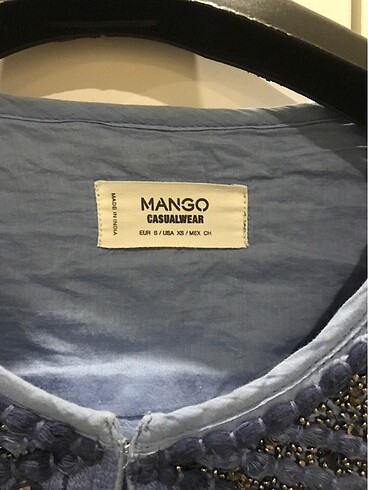 MADE IN INDIA
MANGO
CASUALWEAR
EUR S / USA XS / MEX CH